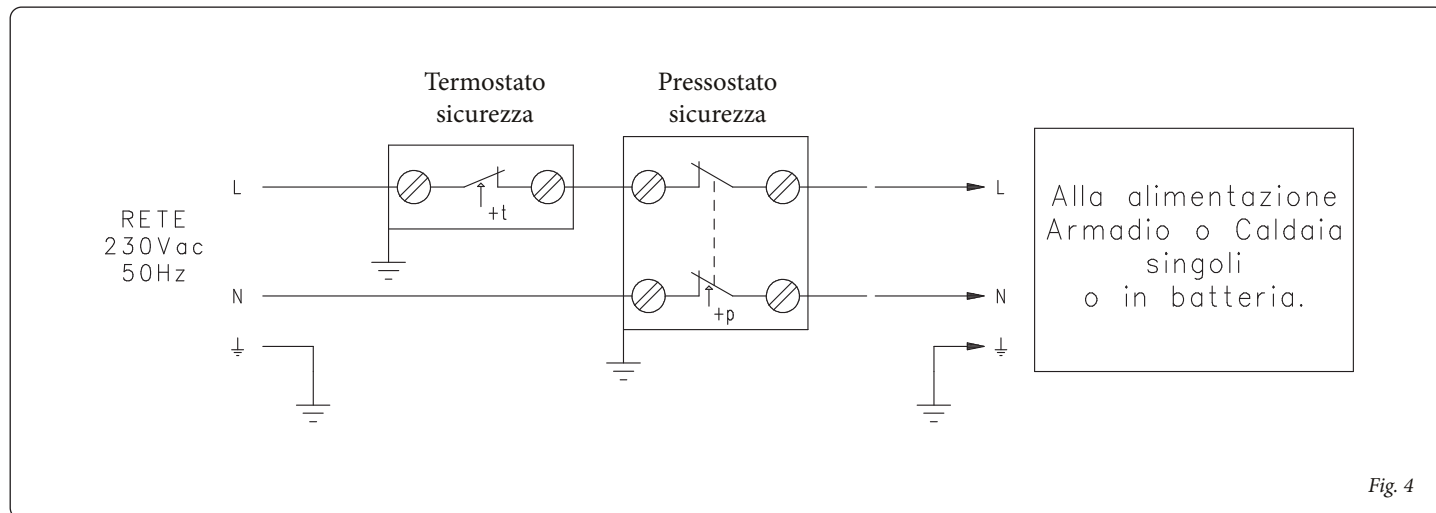 Termostato
sicurezza
Pressostato
sicurezza
RETE
230Vac
50Hz
L
N
+t
+p
L
N
Alla alimentazione
Armadio o Caldaia
singoli
o in batteria.
Fig. 4